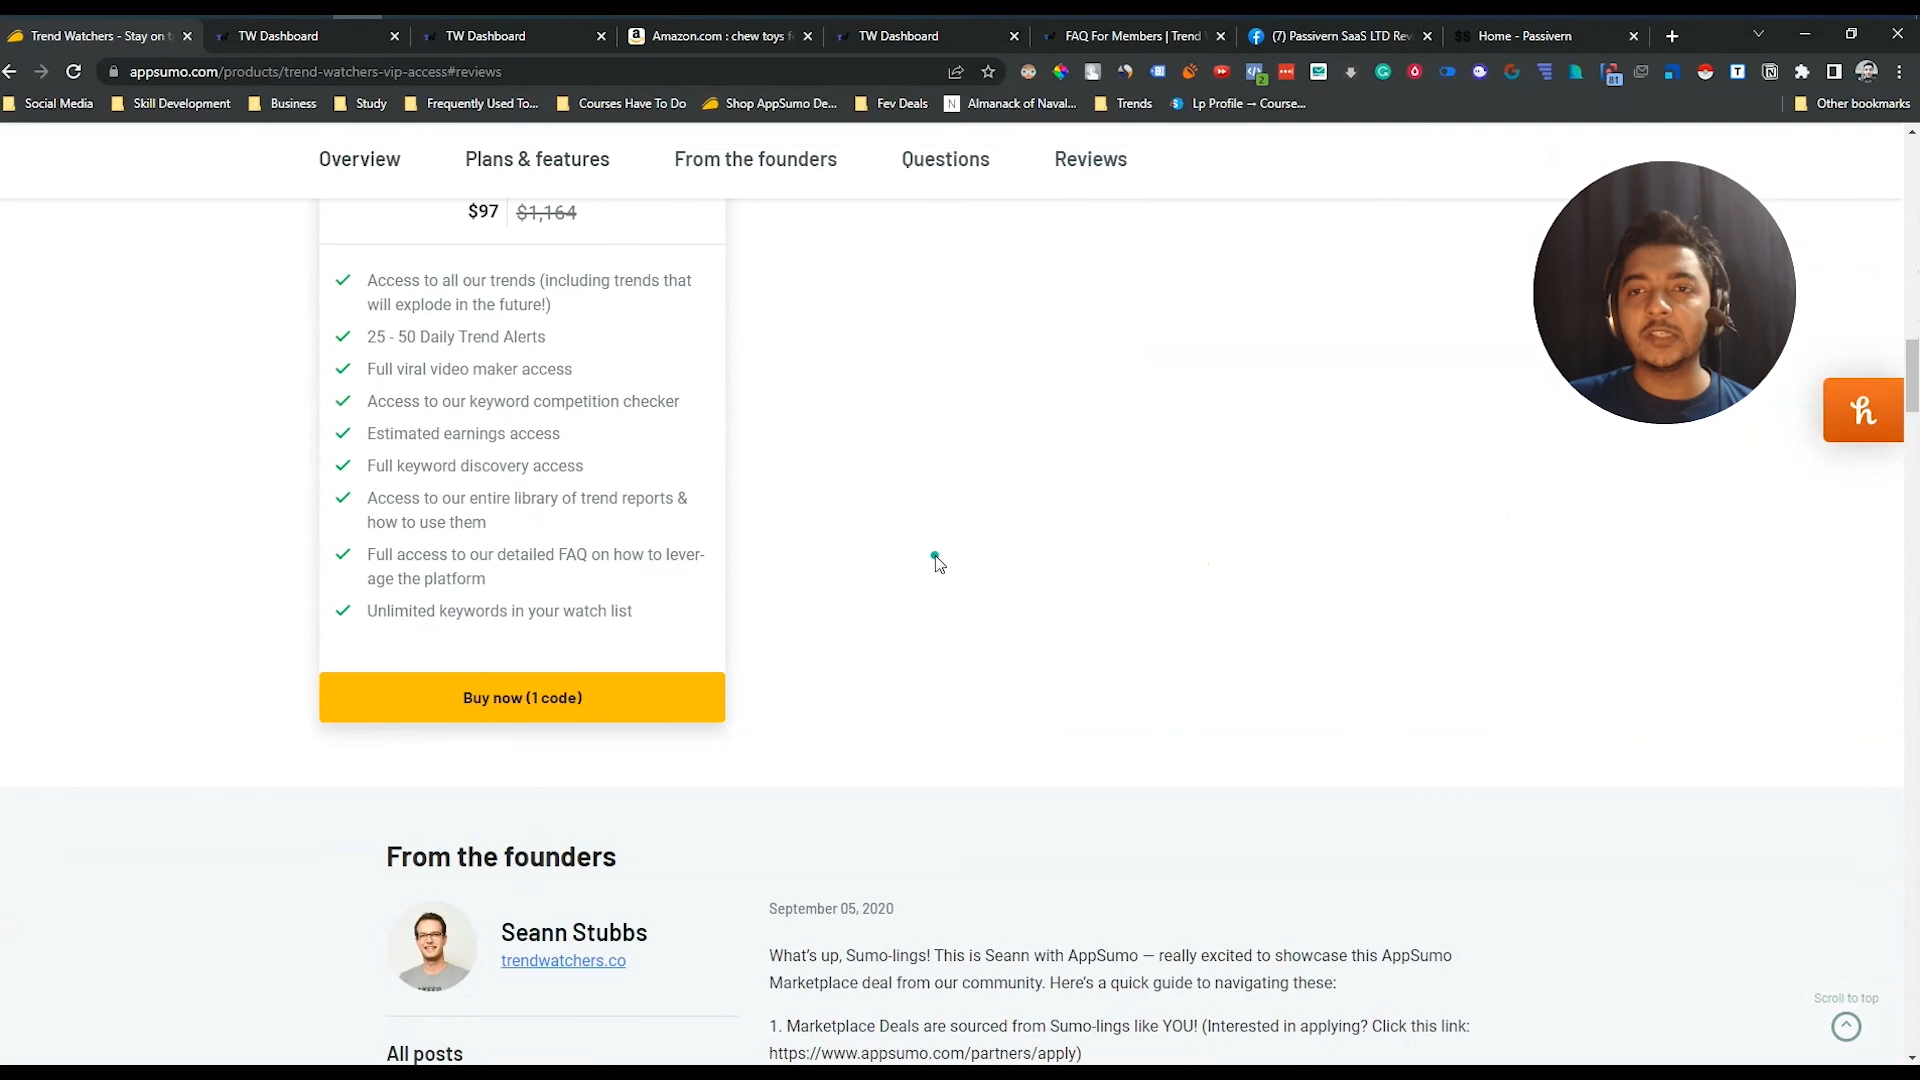 Trend Watchers - Stay on t
TW Dashboard
TW Dashboard
Amazon.com : chew toys f
TW Dashboard
FAQ For Members | Trend
(7) Passivern SaaS LTD Rev
Home - Passivern
appsumo.com/products/trend-watchers-vip-access#reviews
Social Media
Skill Development
Business
Study
Frequently Used To...
Courses Have To Do
Shop AppSumo De...
Fev Deals
Almanack of Naval...
Trends
Lp Profile → Course...
Other bookmarks
Overview
Plans & features
From the founders
Questions
Reviews
$97 $1,164
Access to all our trends (including trends that
will explode in the future!)
25 - 50 Daily Trend Alerts
Full viral video maker access
Access to our keyword competition checker
Estimated earnings access
Full keyword discovery access
Access to our entire library of trend reports &
how to use them
Full access to our detailed FAQ on how to lever-
age the platform
Unlimited keywords in your watch list
Buy now (1 code)
From the founders
Seann Stubbs
trendwatchers.co
All posts
September 05, 2020
What's up, Sumo-lings! This is Seann with AppSumo — really excited to showcase this AppSumo
Marketplace deal from our community. Here's a quick guide to navigating these:
1. Marketplace Deals are sourced from Sumo-lings like YOU! (Interested in applying? Click this link:
https://www.appsumo.com/partners/apply)
Scroll to top